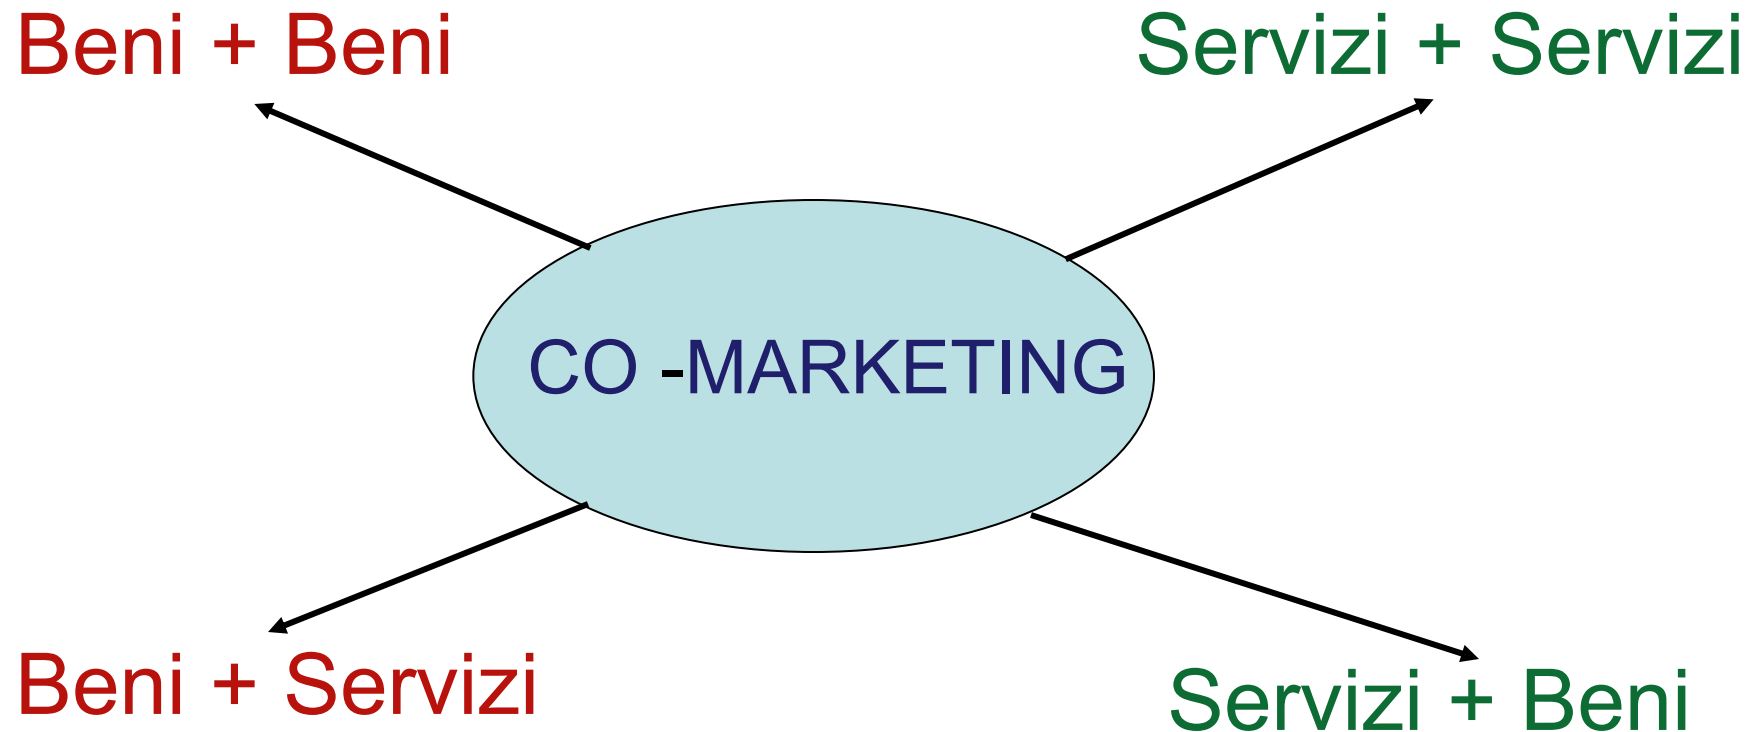 Beni + Beni
Servizi + Servizi
CO -MARKETING
Beni + Servizi
Servizi + Beni